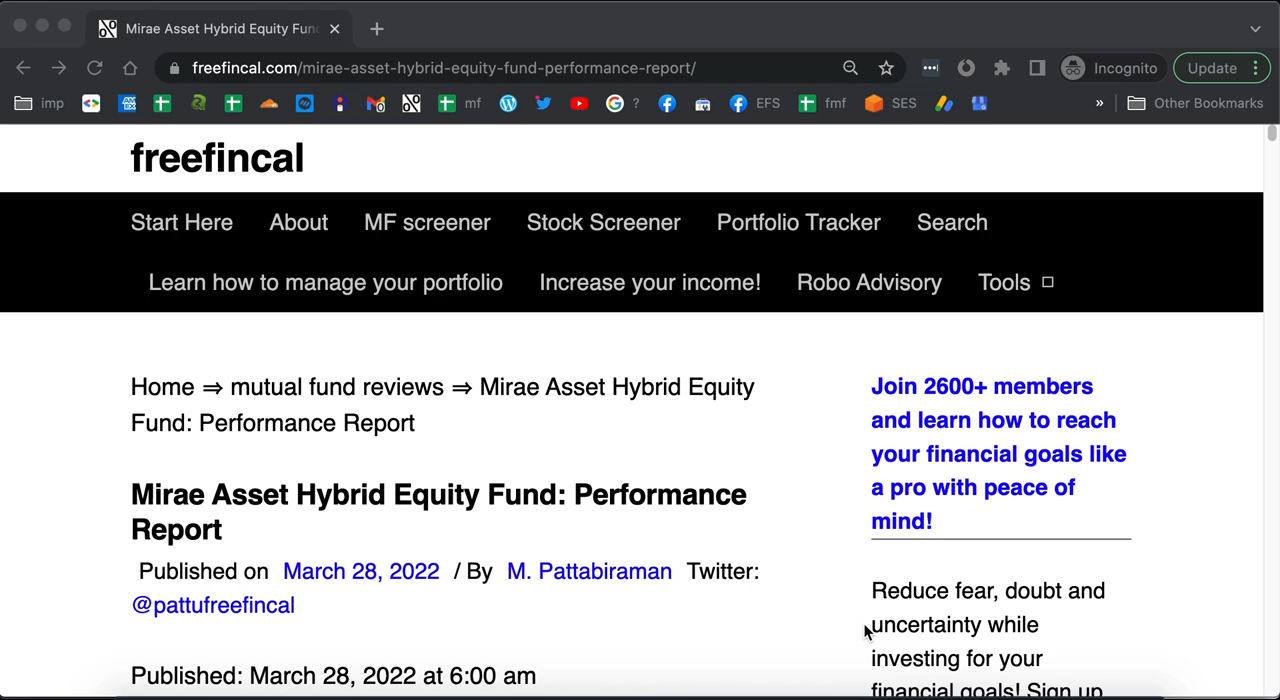 Mirae Asset Hybrid Equity Fun
freefincal.com/mirae-asset-hybrid-equity-fund-performance-report/
Incognito
Update
imp
mf
?
EFS
fmf
SES
»
Other Bookmarks
freefincal
Start Here
About
MF screener
Stock Screener
Portfolio Tracker
Search
Learn how to manage your portfolio
Increase your income!
Robo Advisory
Tools
Home ⇒ mutual fund reviews ⇒ Mirae Asset Hybrid Equity
Fund: Performance Report
Mirae Asset Hybrid Equity Fund: Performance
Report
Published on March 28, 2022 / By M. Pattabiraman Twitter:
@pattufreefincal
Published: March 28, 2022 at 6:00 am
Join 2600+ members
and learn how to reach
your financial goals like
a pro with peace of
mind!
Reduce fear, doubt and
uncertainty while
investing for your
financial goals! Sign up